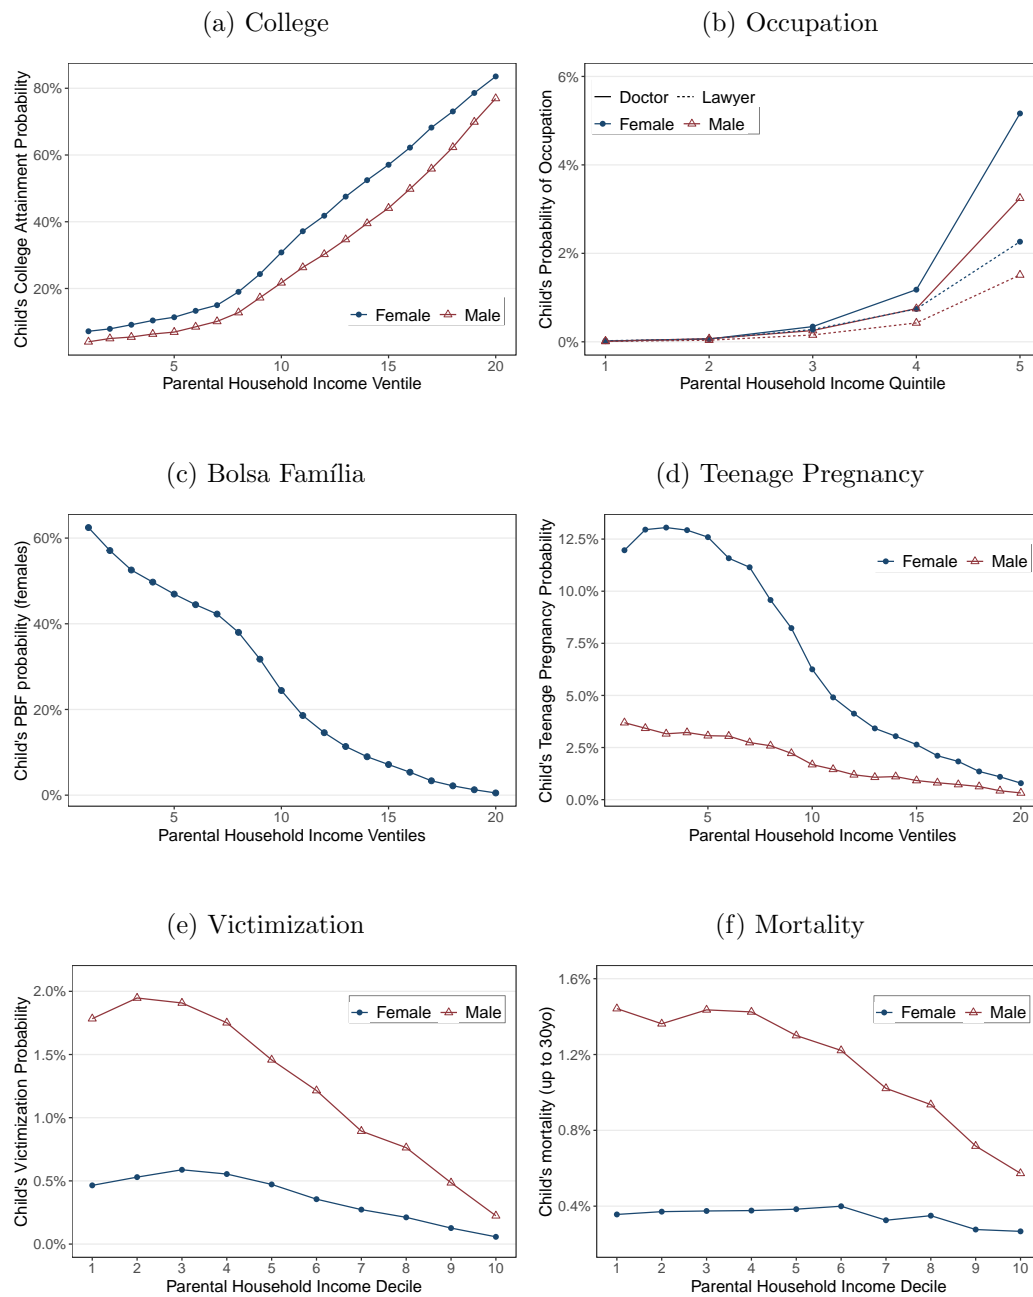 (a) College
Child's College Attainment Probability
80%
60%
40%
20%
Female Male
5 10 15 20
Parental Household Income Ventile
(b) Occupation
Child's Probability of Occupation
6%
4%
2%
0%
Doctor Lawyer
Female Male
1 2 3 4 5
Parental Household Income Quintile
(c) Bolsa Família
Child's PBF probability (females)
60%
40%
20%
0%
5 10 15 20
Parental Household Income Ventiles
(d) Teenage Pregnancy
Child's Teenage Pregnancy Probability
12.5%
10.0%
7.5%
5.0%
2.5%
0.0%
Female Male
5 10 15 20
Parental Household Income Ventiles
(e) Victimization
Child's Victimization Probability
2.0%
1.5%
1.0%
0.5%
0.0%
Female Male
1 2 3 4 5 6 7 8 9 10
Parental Household Income Decile
(f) Mortality
Child's mortality (up to 30yo)
1.6%
1.2%
0.8%
0.4%
Female Male
1 2 3 4 5 6 7 8 9 10
Parental Household Income Decile